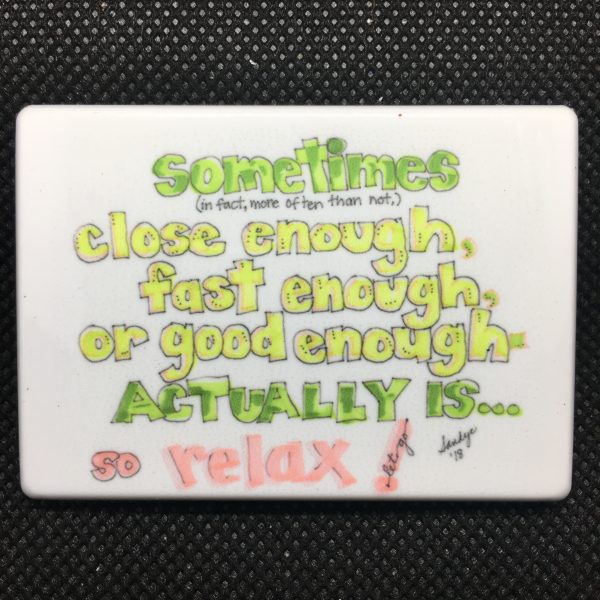 sometimes
(in fact, more often than not,)
close enough,
fast enough,
or good enough-
ACTUALLY IS...
so relax!
let go
Sandye
'18